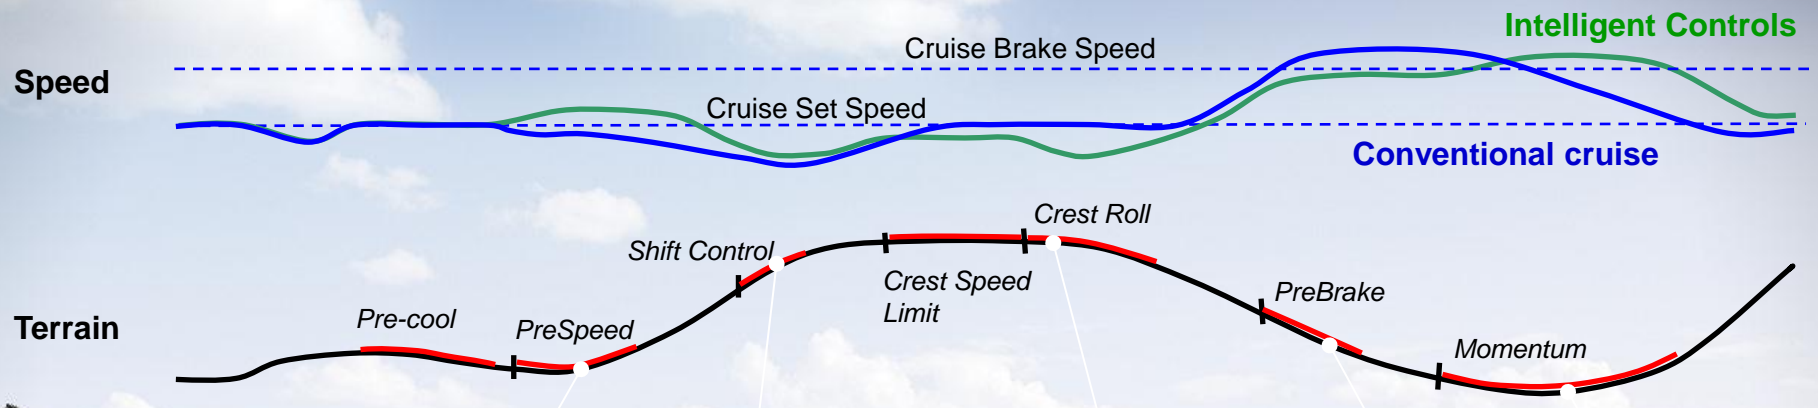 Intelligent Controls
Cruise Brake Speed
Speed
Cruise Set Speed
Conventional cruise
Crest Roll
Shift Control
Crest Speed
Limit
PreBrake
Pre-cool
PreSpeed
Terrain
Momentum